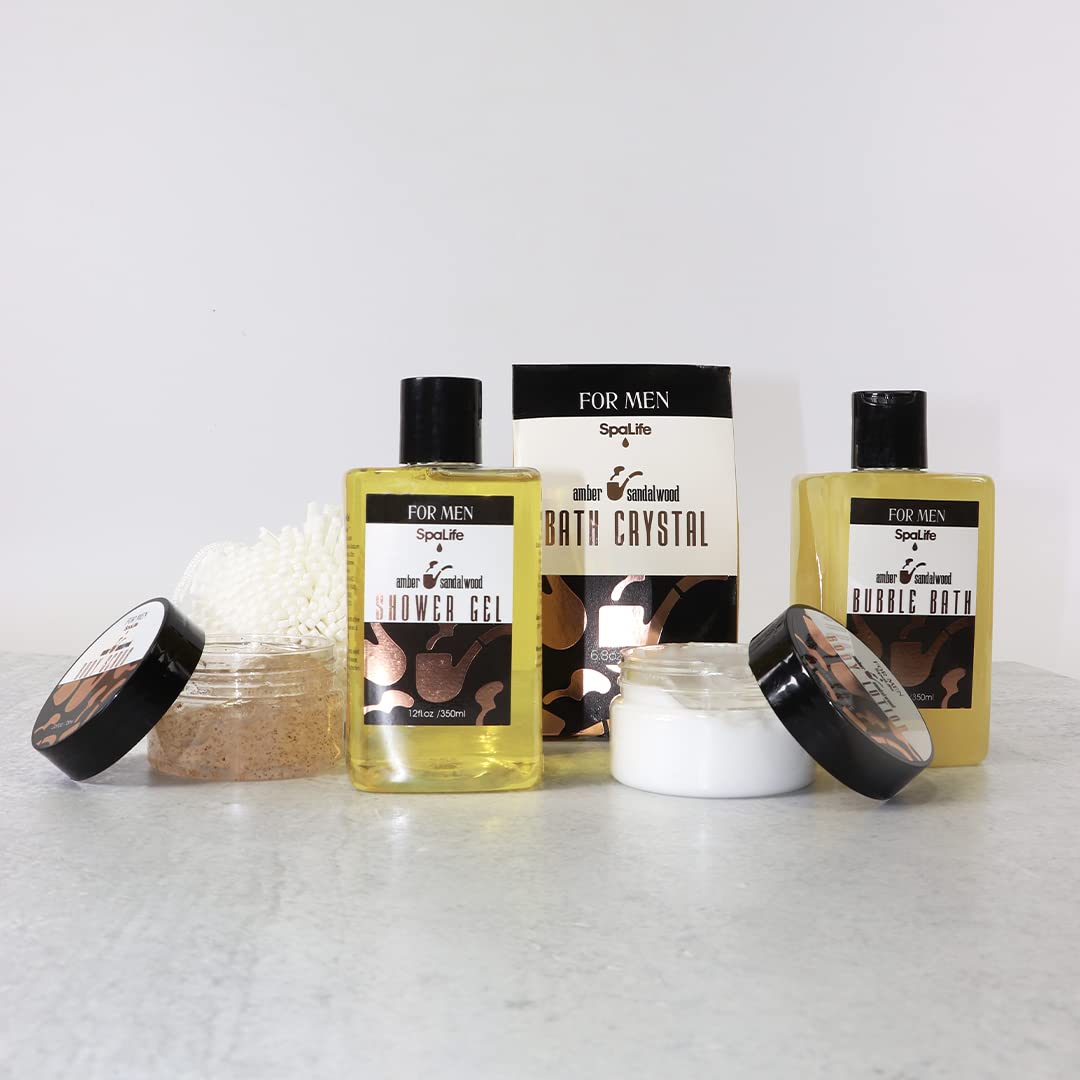 FOR MEN
SpaLife
amber sandalwood
SHOWER GEL
12fl.oz /350ml
FOR MEN
SpaLife
amber sandalwood
BATH CRYSTAL
FOR MEN
SpaLife
amber sandalwood
BUBBLE BATH
/350ml
FOR MEN